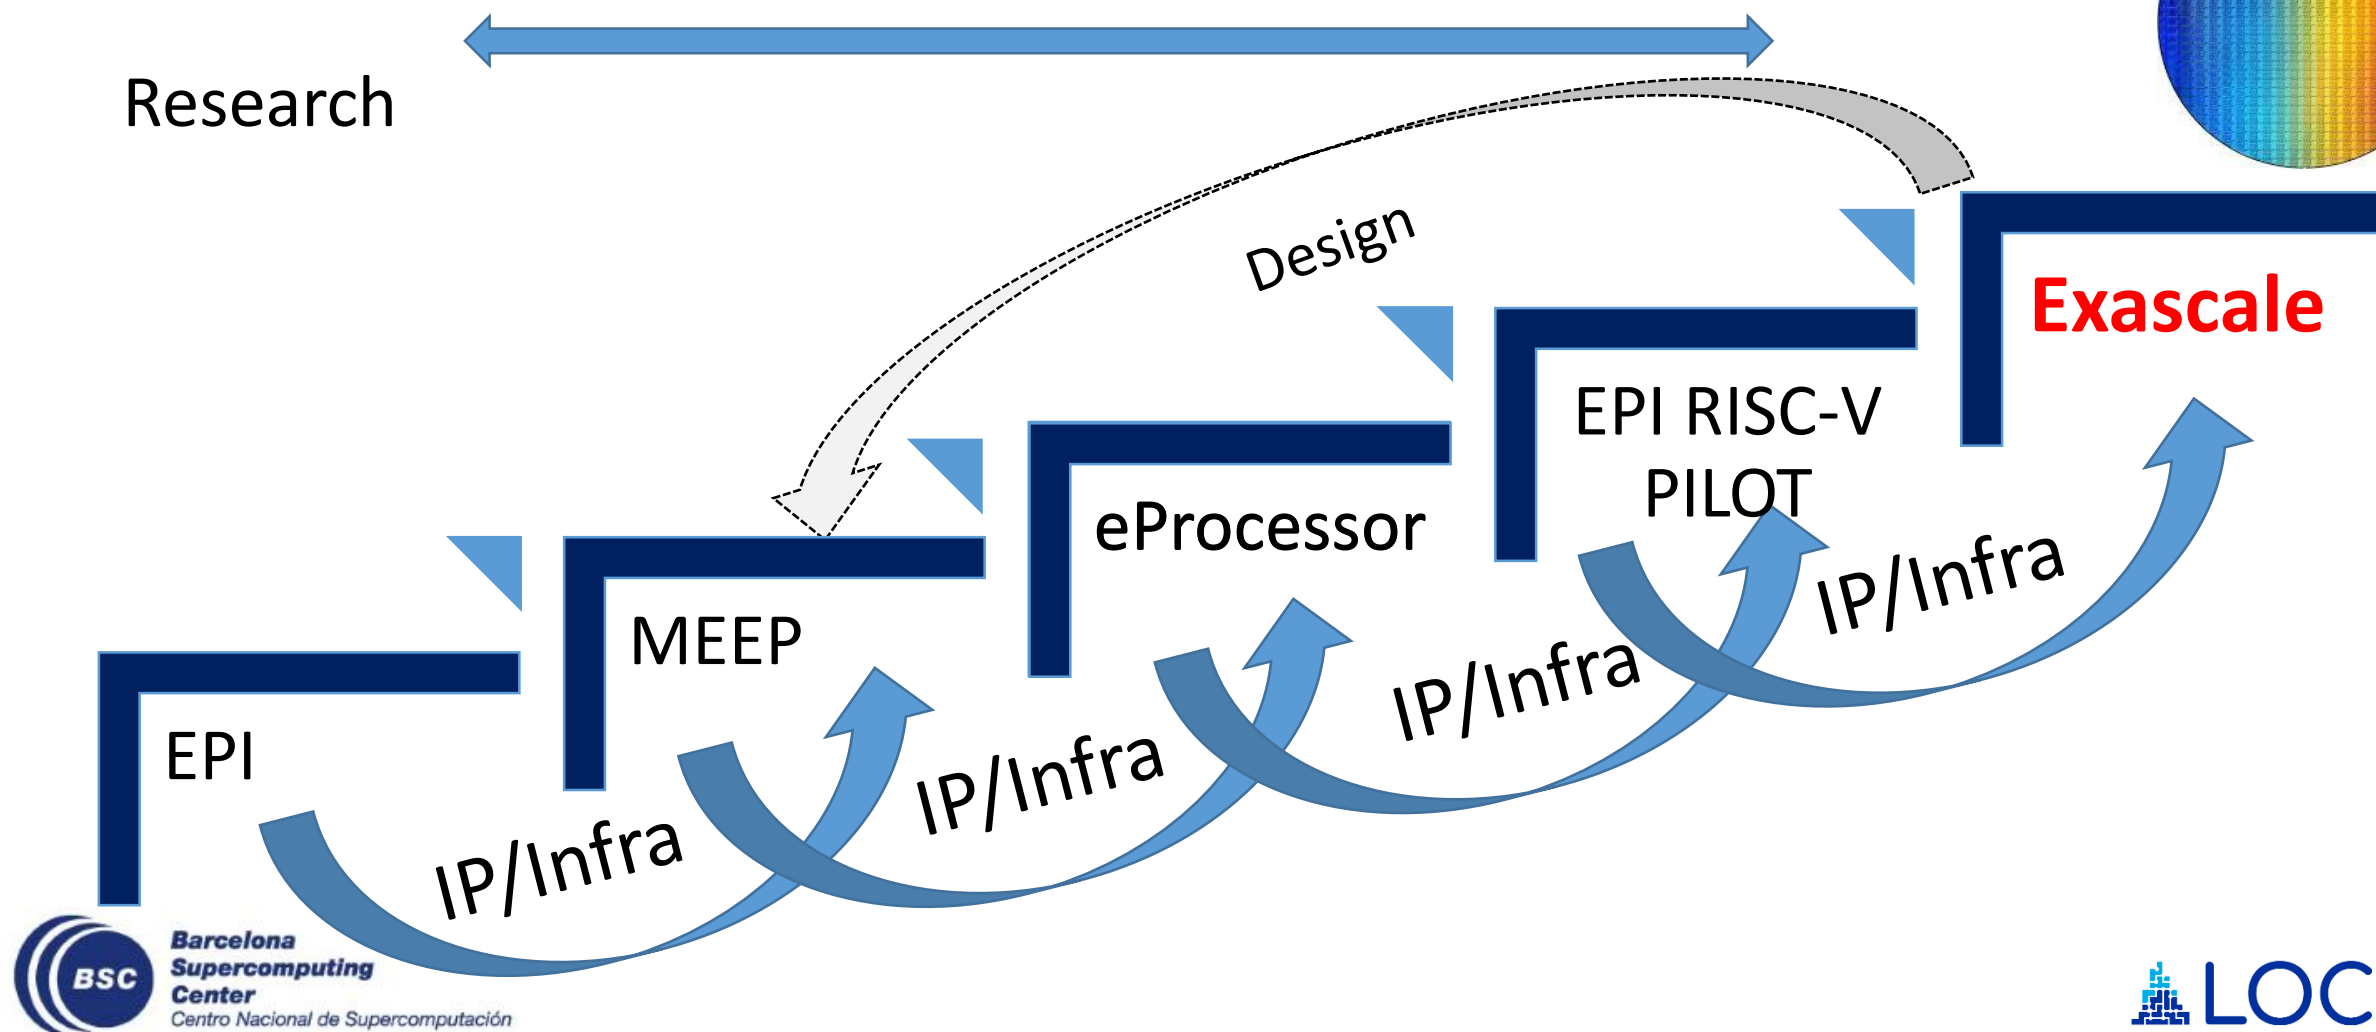 Research
Design
Exascale
EPI RISC-V
PILOT
eProcessor
IP/Infra
MEEP
IP/Infra
EPI
IP/Infra
IP/Infra
BSC
Barcelona
Supercomputing
Center
Centro Nacional de Supercomputación
LOC